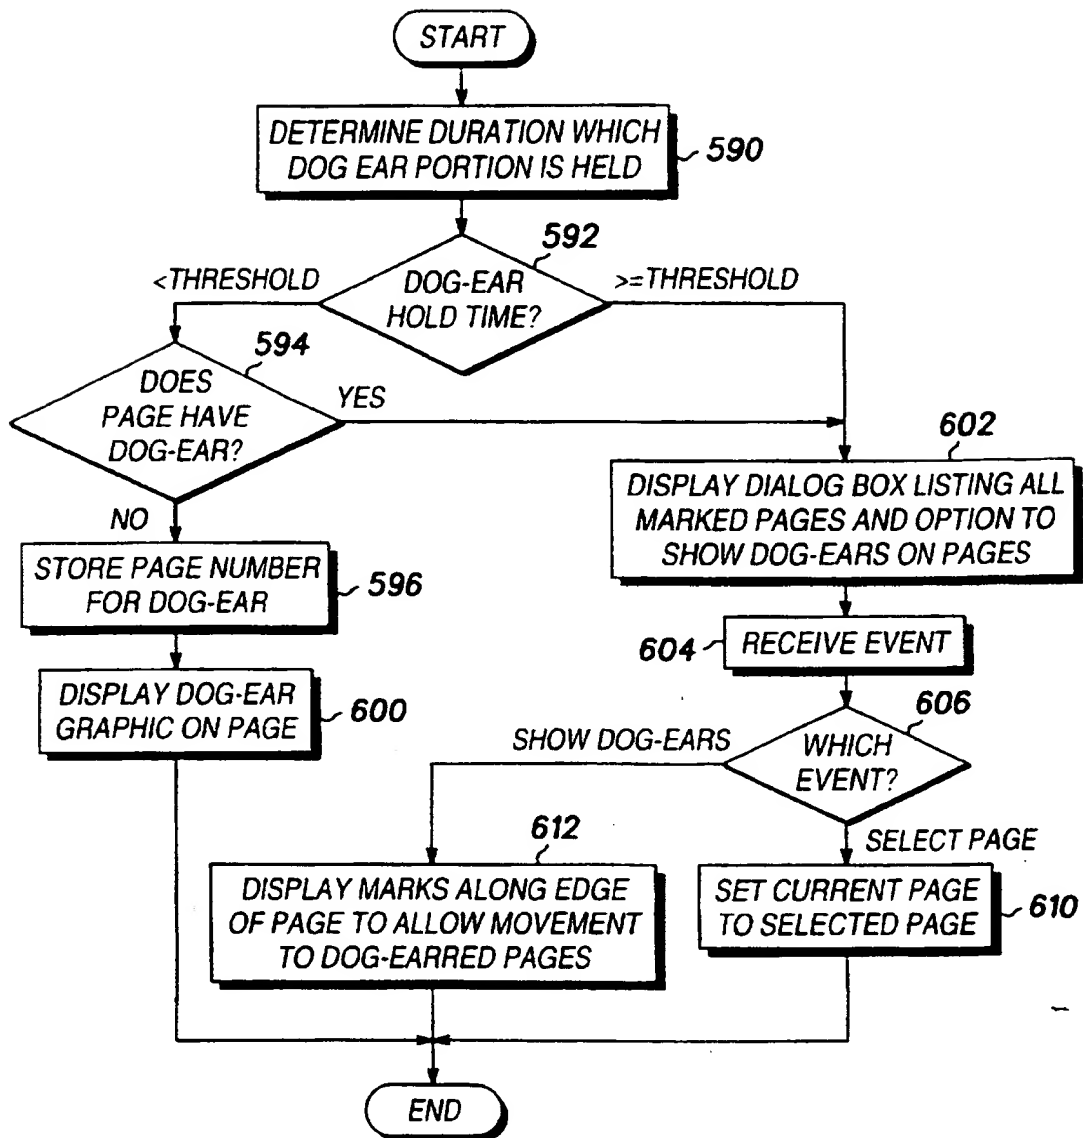 START
DETERMINE DURATION WHICH
DOG EAR PORTION IS HELD
590
592
<THRESHOLD
DOG-EAR
HOLD TIME?
>=THRESHOLD
594
DOES
PAGE HAVE
DOG-EAR?
YES
NO
602
DISPLAY DIALOG BOX LISTING ALL
MARKED PAGES AND OPTION TO
SHOW DOG-EARS ON PAGES
STORE PAGE NUMBER
FOR DOG-EAR
596
604
RECEIVE EVENT
DISPLAY DOG-EAR
GRAPHIC ON PAGE
600
606
SHOW DOG-EARS
WHICH
EVENT?
SELECT PAGE
612
DISPLAY MARKS ALONG EDGE
OF PAGE TO ALLOW MOVEMENT
TO DOG-EARRED PAGES
SET CURRENT PAGE
TO SELECTED PAGE
610
END